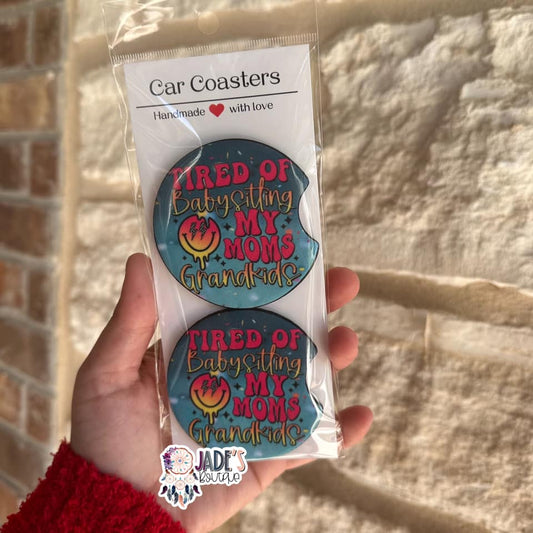 Car Coasters
Handmade ❤ with love
TIRED OF
Babysitting
MY
MOMS
Grandkids
TIRED OF
Babysitting
MY
MOMS
Grandkids
JADE'S
Boutique